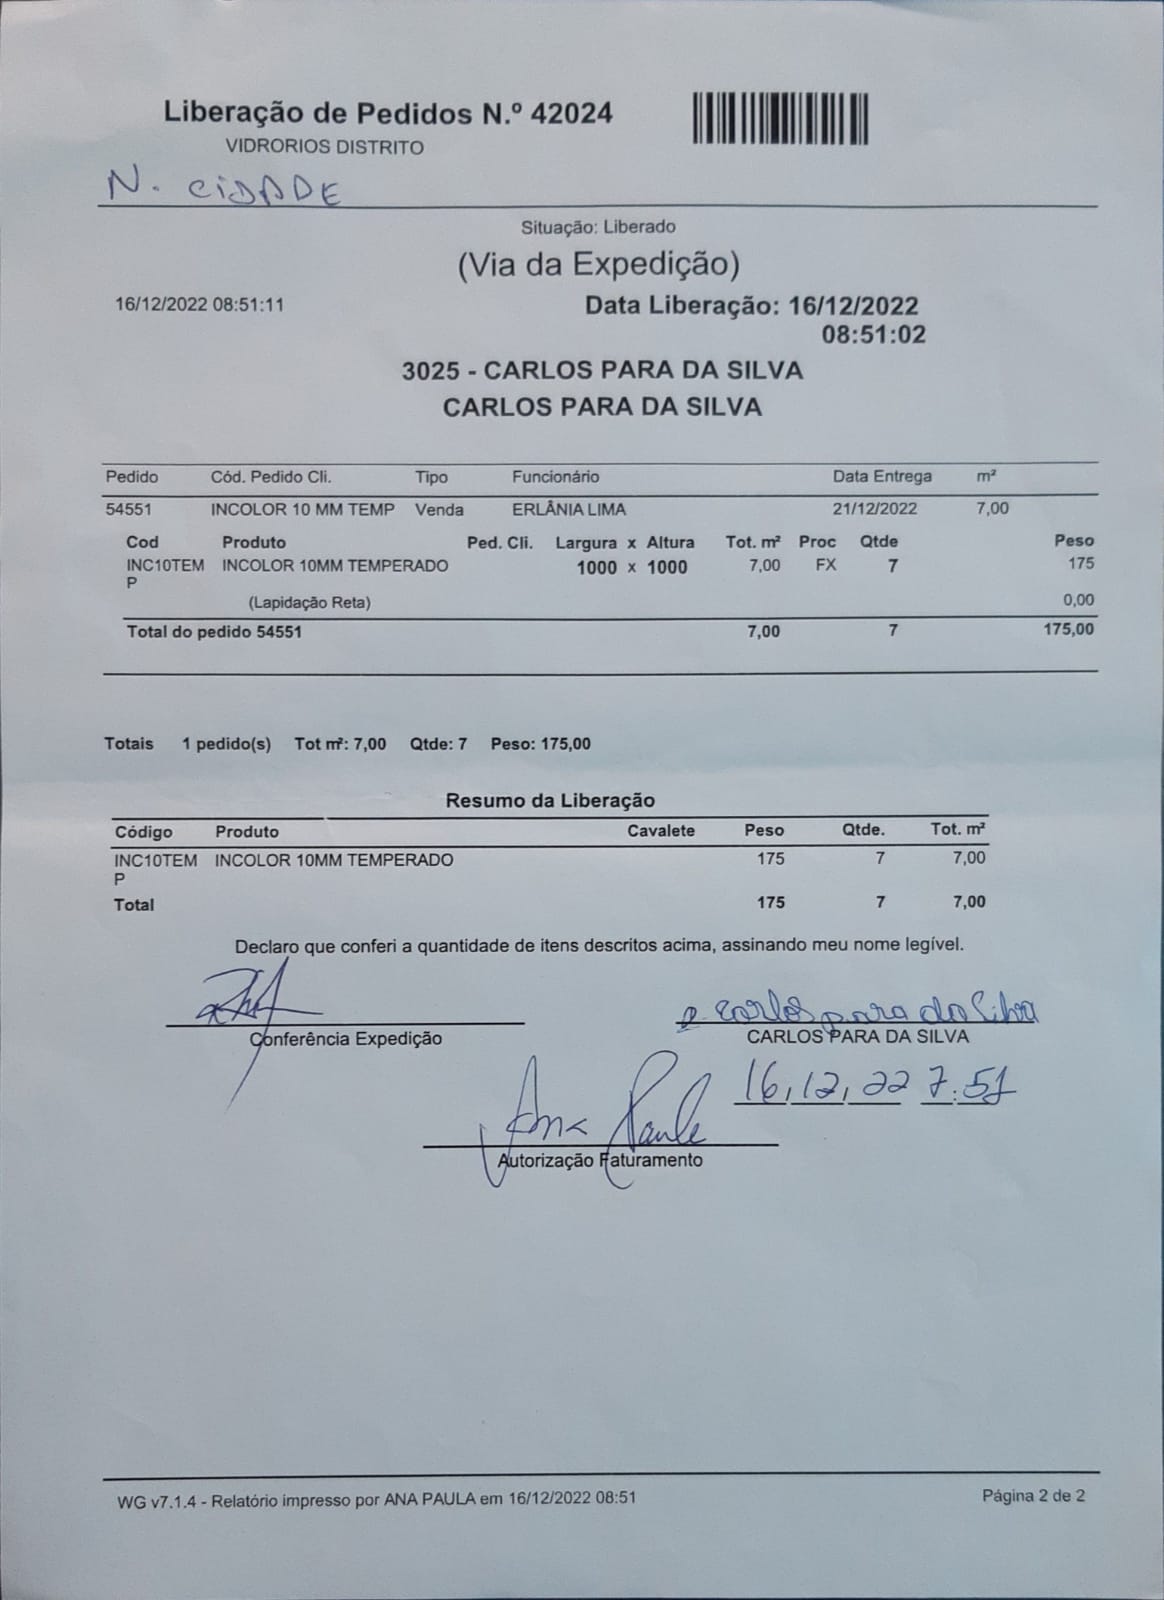 Liberação de Pedidos N.º 42024
VIDRORIOS DISTRITO
N. CIDADE
Situação: Liberado
(Via da Expedição)
16/12/2022 08:51:11 Data Liberação: 16/12/2022
08:51:02
3025 - CARLOS PARA DA SILVA
CARLOS PARA DA SILVA
Pedido Cód. Pedido Cli. Tipo Funcionário Data Entrega m²
54551 INCOLOR 10 MM TEMP Venda ERLÂNIA LIMA 21/12/2022 7,00
Cod Produto Ped. Cli. Largura x Altura Tot. m² Proc Qtde Peso
INC10TEM INCOLOR 10MM TEMPERADO 1000 x 1000 7,00 FX 7 175
P
(Lapidação Reta) 0,00
Total do pedido 54551 7,00 7 175,00
Totais 1 pedido(s) Tot m²: 7,00 Qtde: 7 Peso: 175,00
Resumo da Liberação
Código Produto Cavalete Peso Qtde. Tot. m²
INC10TEM INCOLOR 10MM TEMPERADO 175 7 7,00
P
Total 175 7 7,00
Declaro que conferi a quantidade de itens descritos acima, assinando meu nome legível.
Carlos para da Silva
Conferência Expedição CARLOS PARA DA SILVA
16,12,22 7:51
Ana Paula
Autorização Faturamento
WG v7.1.4 - Relatório impresso por ANA PAULA em 16/12/2022 08:51 Página 2 de 2